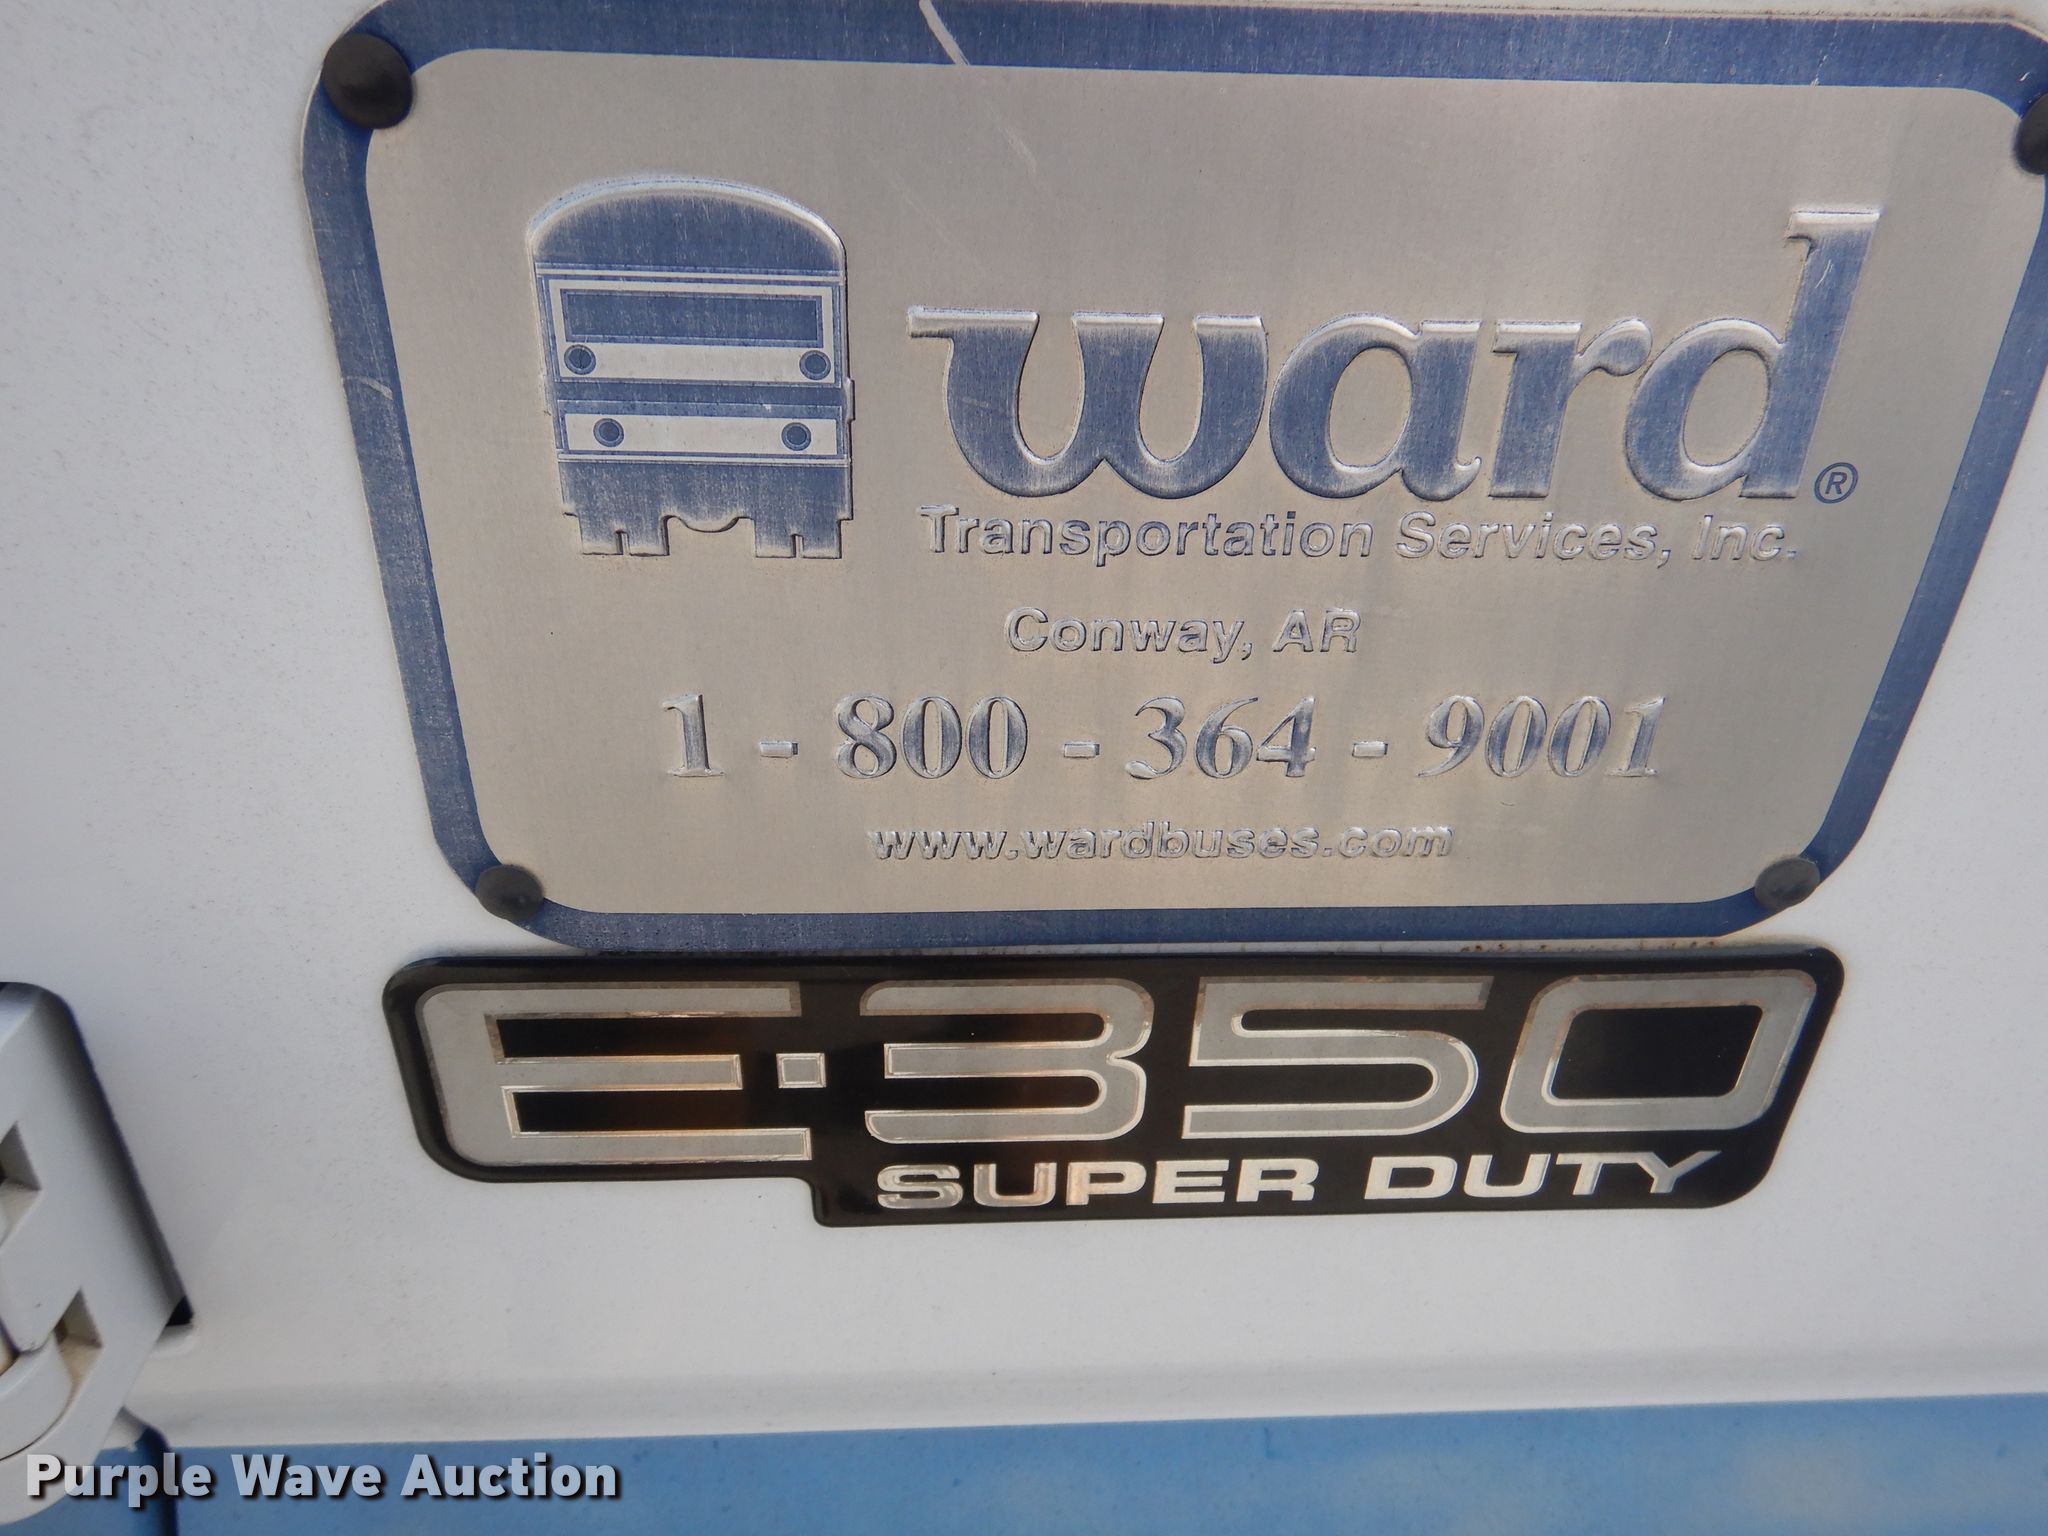 ward®
Transportation Services, Inc.
Conway, AR
1 - 800 - 364 - 9001
www.wardbuses.com
E·350
SUPER DUTY
Purple Wave Auction